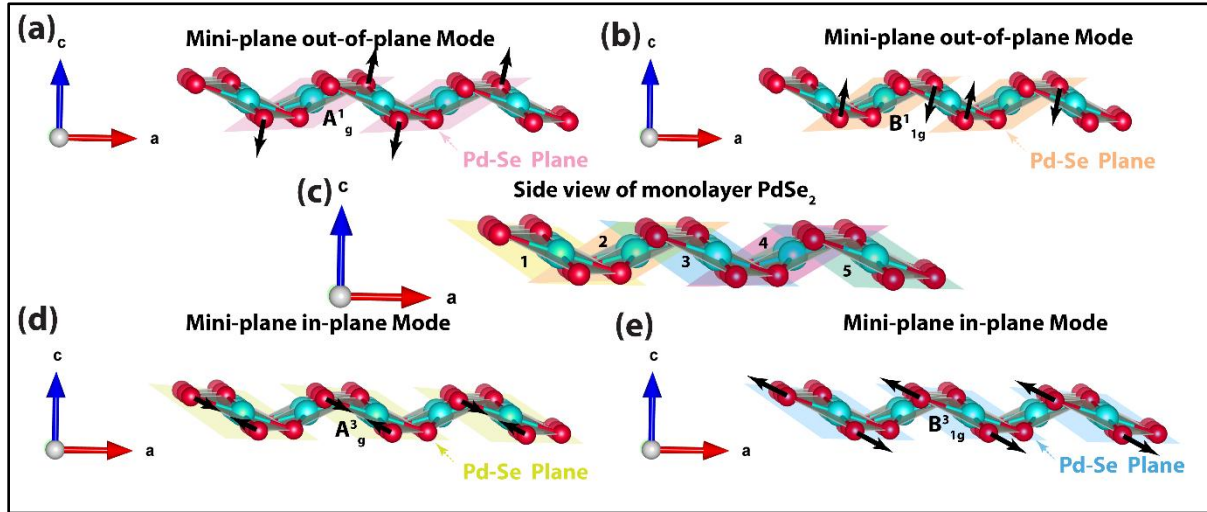 (a)
c
Mini-plane out-of-plane Mode
A¹g
a
Pd-Se Plane
(b)
c
Mini-plane out-of-plane Mode
B¹1g
a
Pd-Se Plane
(c)
c
Side view of monolayer PdSe₂
1
2
3
4
5
a
(d)
c
Mini-plane in-plane Mode
A³g
a
Pd-Se Plane
(e)
c
Mini-plane in-plane Mode
B³1g
a
Pd-Se Plane